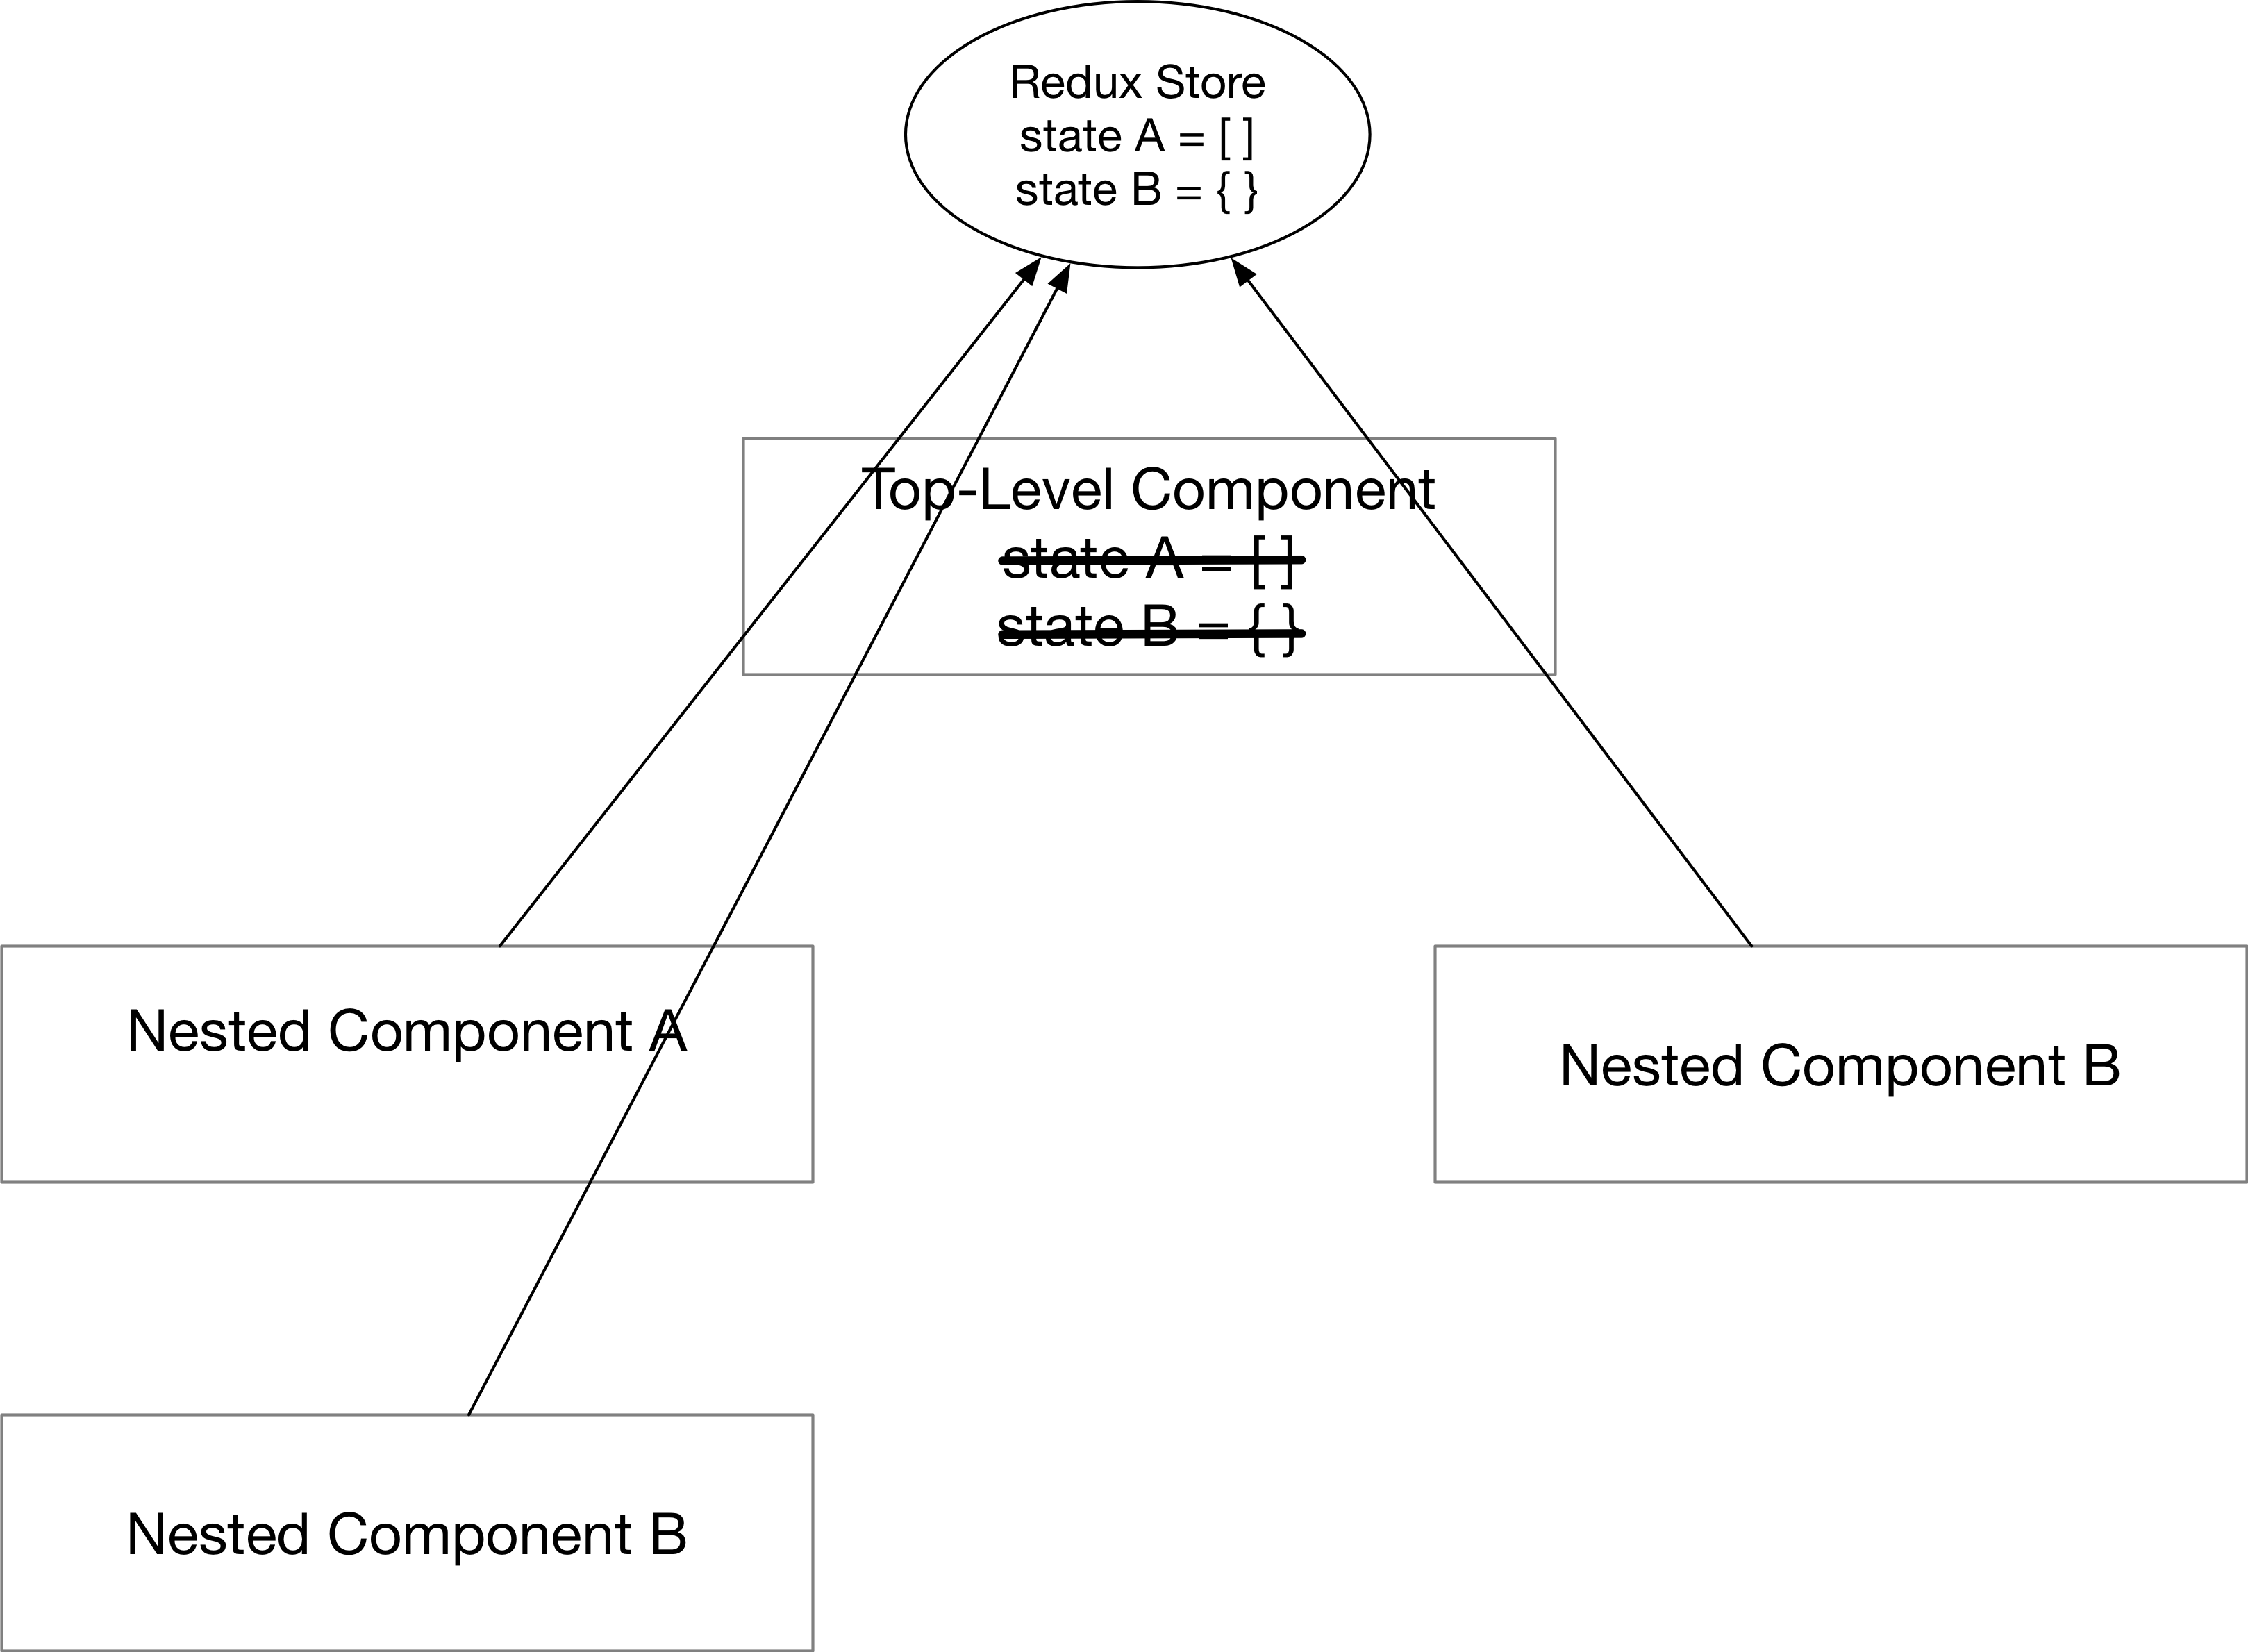 Redux Store
state A = [ ]
state B = { }
Top-Level Component
state A = [ ]
state B = { }
Nested Component A
Nested Component B
Nested Component B